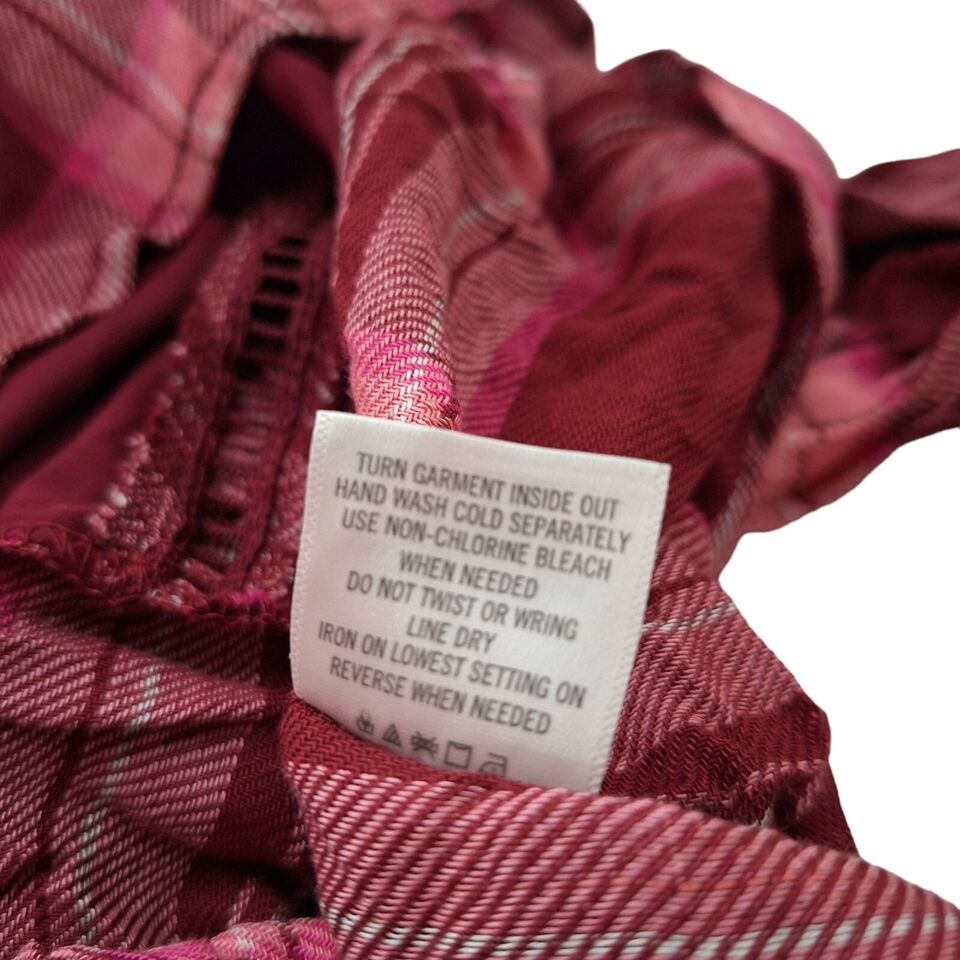 TURN GARMENT INSIDE OUT
HAND WASH COLD SEPARATELY
USE NON-CHLORINE BLEACH
WHEN NEEDED
DO NOT TWIST OR WRING
LINE DRY
IRON ON LOWEST SETTING ON
REVERSE WHEN NEEDED